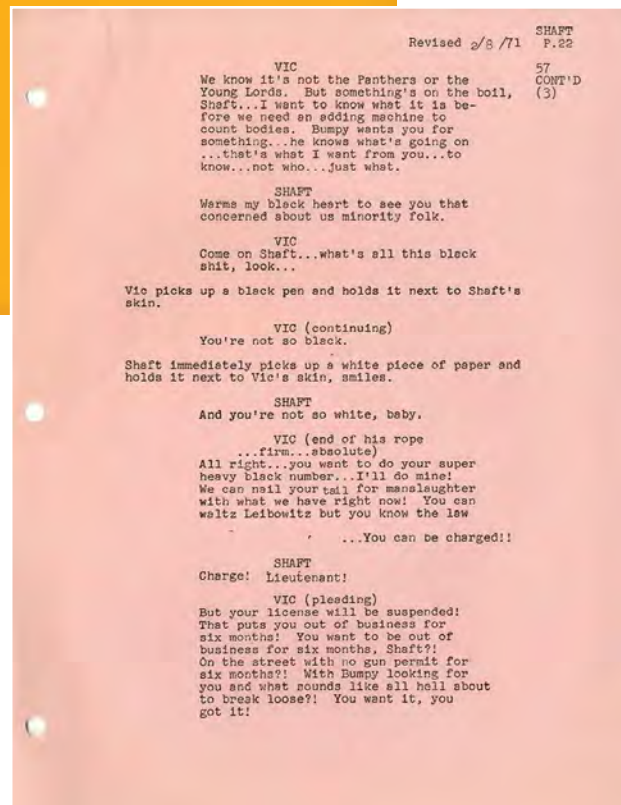 SHAFT
Revised 2/8/71 P.22
VIC 57
We know it's not the Panthers or the CONT'D
Young Lords. But something's on the boil, (3)
Shaft...I want to know what it is be-
fore we need an adding machine to
count bodies. Bumpy wants you for
something...he knows what's going on
...that's what I want from you...to
know...not who...just what.
SHAFT
Warms my black heart to see you that
concerned about us minority folk.
VIC
Come on Shaft...what's all this black
shit, look...
Vic picks up a black pen and holds it next to Shaft's
skin.
VIC (continuing)
You're not so black.
Shaft immediately picks up a white piece of paper and
holds it next to Vic's skin, smiles.
SHAFT
And you're not so white, baby.
VIC (end of his rope
...firm...absolute)
All right...you want to do your super
heavy black number...I'll do mine!
We can nail your tail for manslaughter
with what we have right now! You can
waltz Leibowitz but you know the law
...You can be charged!!
SHAFT
Charge! Lieutenant!
VIC (pleading)
But your license will be suspended!
That puts you out of business for
six months! You want to be out of
business for six months, Shaft?!
On the street with no gun permit for
six months?! With Bumpy looking for
you and what sounds like all hell about
to break loose?! You want it, you
got it!